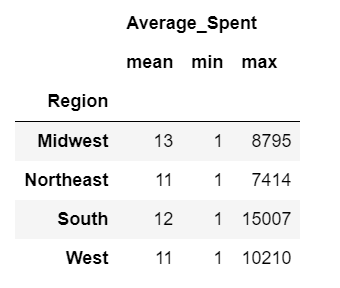 Average_Spent
mean min max
Region
Midwest 13 1 8795
Northeast 11 1 7414
South 12 1 15007
West 11 1 10210